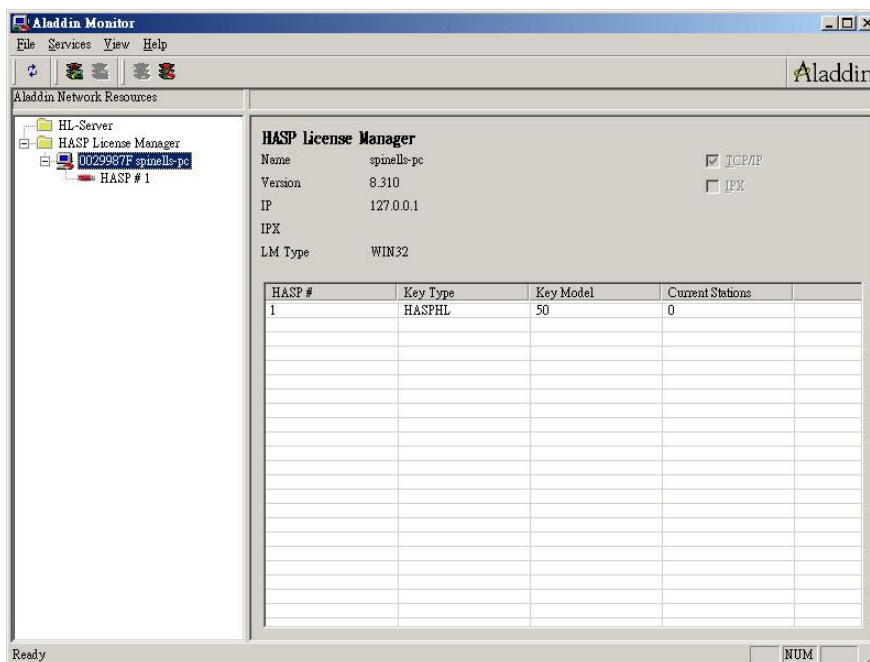 Aladdin Monitor
File Services View Help
Aladdin
Aladdin Network Resources
HL-Server
HASP License Manager
0029987F spinells-pc
HASP # 1
HASP License Manager
Name spinells-pc
Version 8.310
IP 127.0.0.1
IPX
LM Type WIN32
TCP/IP
IPX
HASP # Key Type Key Model Current Stations
1 HASPHL 50 0
Ready NUM